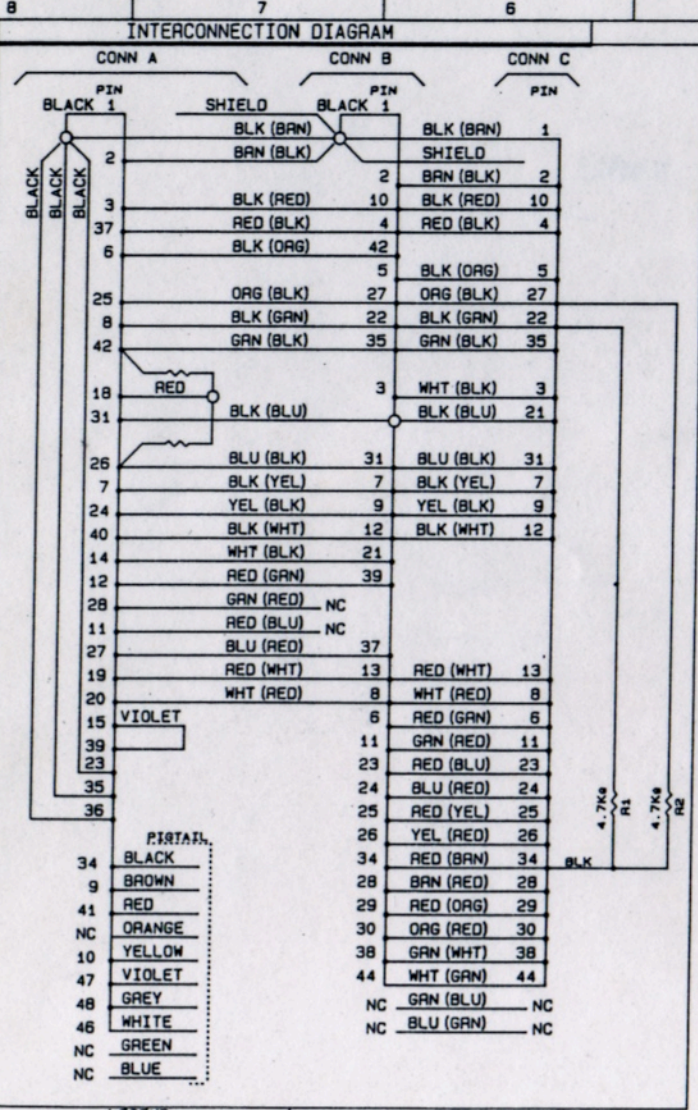 8 7 6
INTERCONNECTION DIAGRAM
CONN A CONN B CONN C
PIN PIN PIN
BLACK 1 SHIELD BLACK 1
BLK (BRN) BLK (BRN) 1
2 BRN (BLK) SHIELD
2 BRN (BLK) 2
BLACK
BLACK
BLACK
3 BLK (RED) 10 BLK (RED) 10
37 RED (BLK) 4 RED (BLK) 4
6 BLK (ORG) 42
5 BLK (ORG) 5
25 ORG (BLK) 27 ORG (BLK) 27
8 BLK (GRN) 22 BLK (GRN) 22
42 GRN (BLK) 35 GRN (BLK) 35
18 RED 3 WHT (BLK) 3
31 BLK (BLU) BLK (BLU) 21
26 BLU (BLK) 31 BLU (BLK) 31
7 BLK (YEL) 7 BLK (YEL) 7
24 YEL (BLK) 9 YEL (BLK) 9
40 BLK (WHT) 12 BLK (WHT) 12
14 WHT (BLK) 21
12 RED (GRN) 39
28 GRN (RED) NC
11 RED (BLU) NC
27 BLU (RED) 37
19 RED (WHT) 13 RED (WHT) 13
20 WHT (RED) 8 WHT (RED) 8
15 VIOLET 6 RED (GRN) 6
39 11 GRN (RED) 11
23 23 RED (BLU) 23
35 24 BLU (RED) 24
36 25 RED (YEL) 25
4.7K R1
4.7K R2
PIGTAIL 26 YEL (RED) 26
34 BLACK 34 RED (BRN) 34 BLK
9 BROWN 28 BRN (RED) 28
41 RED 29 RED (ORG) 29
NC ORANGE 30 ORG (RED) 30
10 YELLOW 38 GRN (WHT) 38
47 VIOLET 44 WHT (GRN) 44
48 GREY NC GRN (BLU) NC
46 WHITE NC BLU (GRN) NC
NC GREEN
NC BLUE